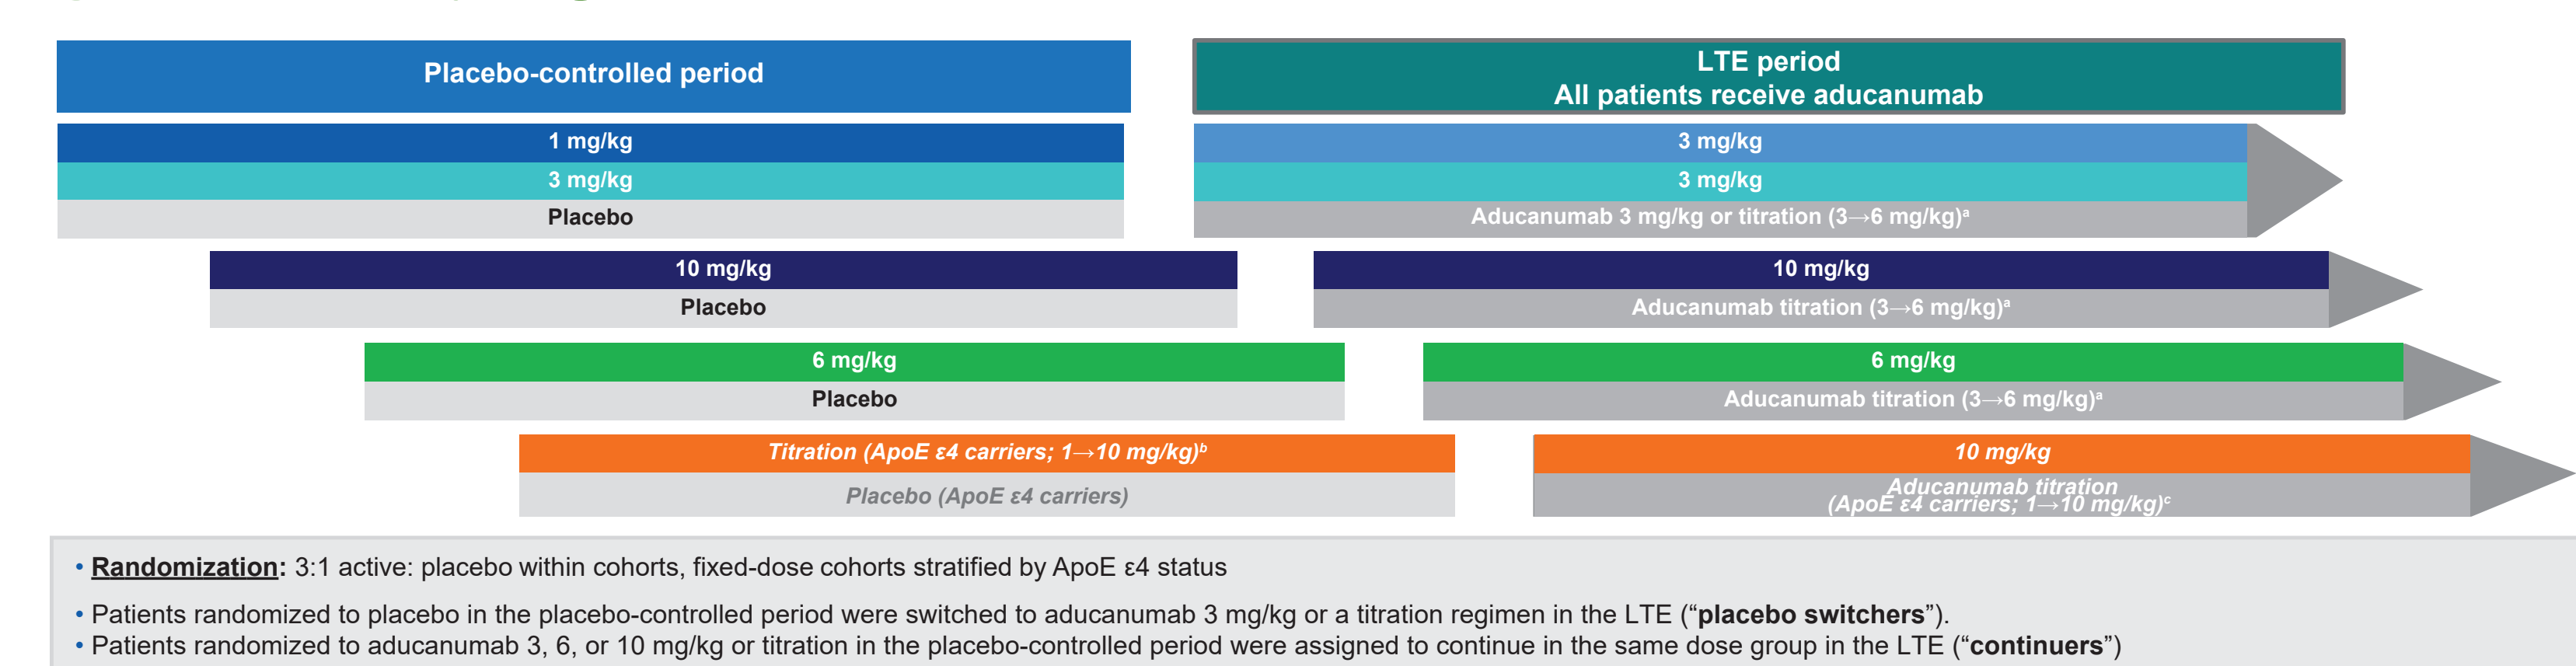 Placebo-controlled period
LTE period
All patients receive aducanumab
1 mg/kg
3 mg/kg
3 mg/kg
3 mg/kg
Placebo
Aducanumab 3 mg/kg or titration (3→6 mg/kg)ᵃ
10 mg/kg
10 mg/kg
Placebo
Aducanumab titration (3→6 mg/kg)ᵃ
6 mg/kg
6 mg/kg
Placebo
Aducanumab titration (3→6 mg/kg)ᵃ
Titration (ApoE ε4 carriers; 1→10 mg/kg)ᵇ
10 mg/kg
Placebo (ApoE ε4 carriers)
Aducanumab titration
(ApoE ε4 carriers; 1→10 mg/kg)ᶜ
• Randomization: 3:1 active: placebo within cohorts, fixed-dose cohorts stratified by ApoE ε4 status
• Patients randomized to placebo in the placebo-controlled period were switched to aducanumab 3 mg/kg or a titration regimen in the LTE (“placebo switchers”).
• Patients randomized to aducanumab 3, 6, or 10 mg/kg or titration in the placebo-controlled period were assigned to continue in the same dose group in the LTE (“continuers”)